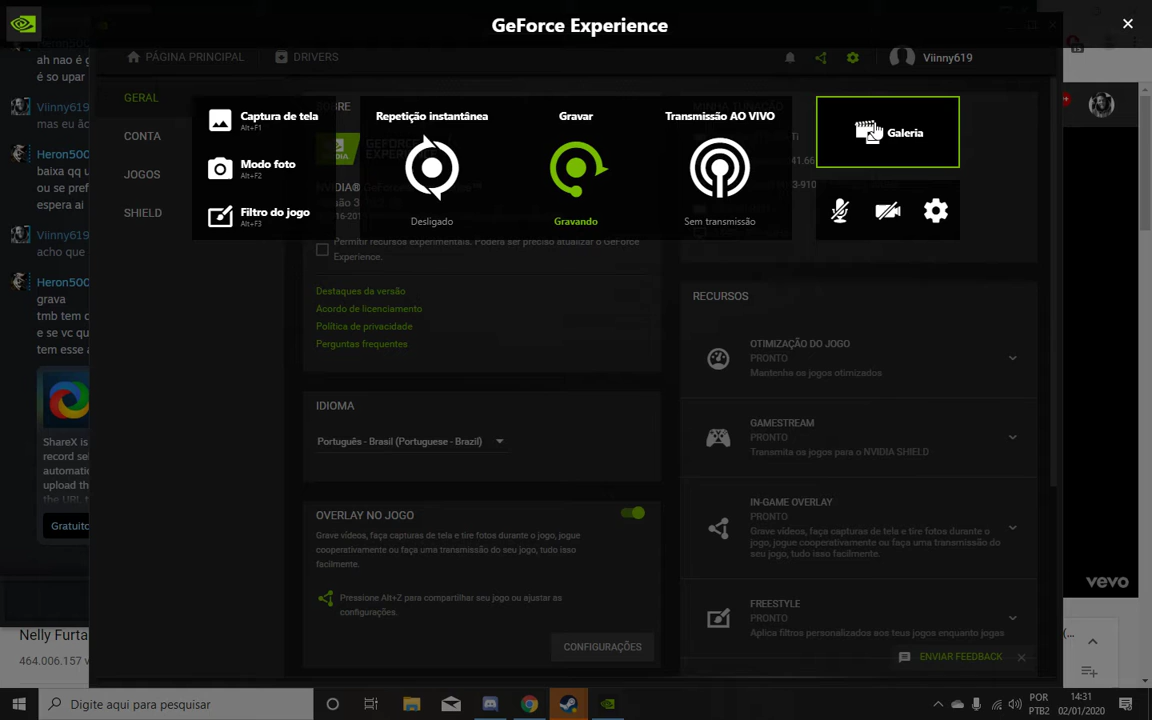 GeForce Experience
PÁGINA PRINCIPAL
DRIVERS
Viinny619
GERAL
CONTA
JOGOS
SHIELD
SOBRE
MINHA TUNAÇÃO
Captura de tela
Alt+F1
Modo foto
Alt+F2
Filtro do jogo
Alt+F3
Repetição instantânea
Desligado
Gravar
Gravando
Transmissão AO VIVO
Sem transmissão
Galeria
Permitir recursos experimentais. Poderá ser preciso atualizar o GeForce
Experience.
Destaques da versão
Acordo de licenciamento
Política de privacidade
Perguntas frequentes
IDIOMA
Português - Brasil (Portuguese - Brazil)
OVERLAY NO JOGO
Grave vídeos, faça capturas de tela e tire fotos durante o jogo, jogue
cooperativamente ou faça uma transmissão do seu jogo, tudo isso
facilmente.
Pressione Alt+Z para compartilhar seu jogo ou ajustar as
configurações.
CONFIGURAÇÕES
RECURSOS
OTIMIZAÇÃO DO JOGO
PRONTO
Mantenha os jogos otimizados
GAMESTREAM
PRONTO
Transmita os jogos para o NVIDIA SHIELD
IN-GAME OVERLAY
PRONTO
Grave vídeos, faça capturas de tela e tire fotos durante o
jogo, jogue cooperativamente ou faça uma transmissão do
seu jogo, tudo isso facilmente.
FREESTYLE
PRONTO
Aplica filtros personalizados aos teus jogos enquanto jogas
ENVIAR FEEDBACK
ah nao é g
é so upar
Viinny619
mas eu ãc
Heron500
baixa qq u
ou se pref
espera ai
Viinny619
acho que
Heron500
grava
tmb tem c
e se vc qu
tem esse a
ShareX is
record sel
automatic
upload the
the URL t
Gratuito
Nelly Furta
464.006.157 v
vevo
Digite aqui para pesquisar
POR
PTB2
14:31
02/01/2020